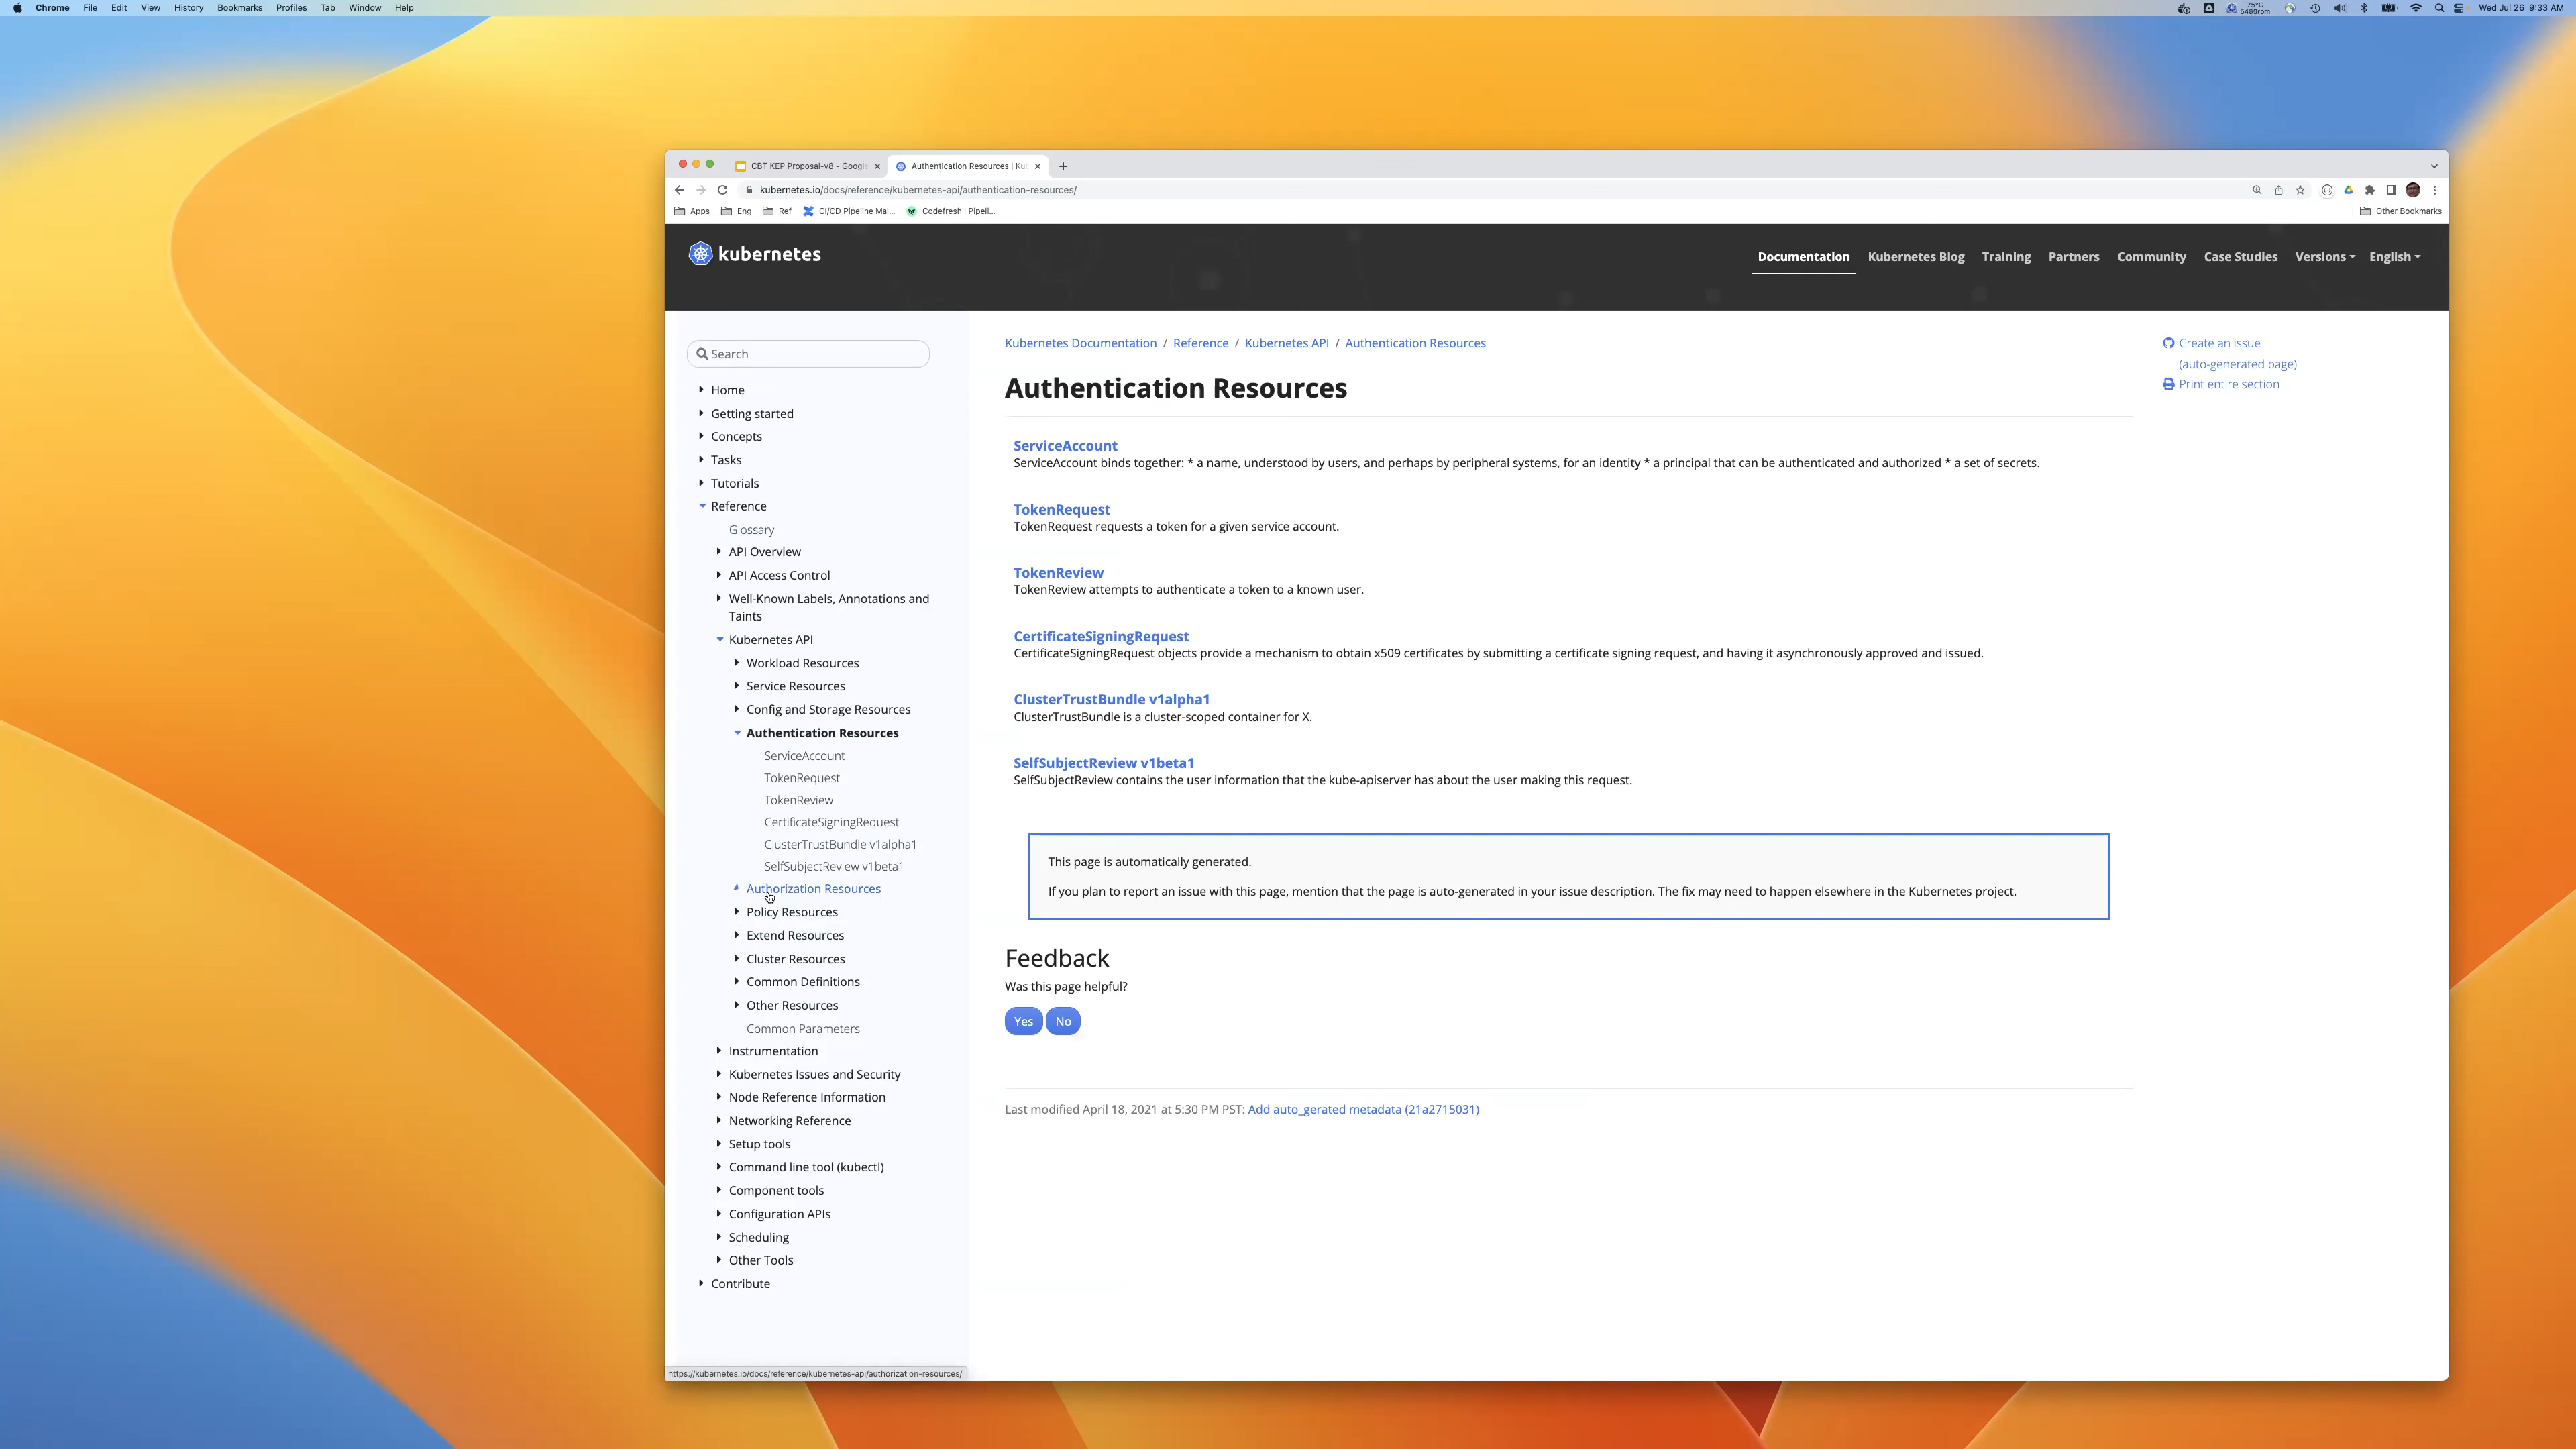 Chrome File Edit View History Bookmarks Profiles Tab Window Help
75°C
5480rpm
Wed Jul 26 9:33 AM
CBT KEP Proposal-v8 - Google
Authentication Resources | Ku
kubernetes.io/docs/reference/kubernetes-api/authentication-resources/
Apps Eng Ref CI/CD Pipeline Mai... Codefresh | Pipeli... Other Bookmarks
kubernetes
Documentation Kubernetes Blog Training Partners Community Case Studies Versions English
Search
Home
Getting started
Concepts
Tasks
Tutorials
Reference
Glossary
API Overview
API Access Control
Well-Known Labels, Annotations and
Taints
Kubernetes API
Workload Resources
Service Resources
Config and Storage Resources
Authentication Resources
ServiceAccount
TokenRequest
TokenReview
CertificateSigningRequest
ClusterTrustBundle v1alpha1
SelfSubjectReview v1beta1
Authorization Resources
Policy Resources
Extend Resources
Cluster Resources
Common Definitions
Other Resources
Common Parameters
Instrumentation
Kubernetes Issues and Security
Node Reference Information
Networking Reference
Setup tools
Command line tool (kubectl)
Component tools
Configuration APIs
Scheduling
Other Tools
Contribute
Kubernetes Documentation / Reference / Kubernetes API / Authentication Resources
Authentication Resources
ServiceAccount
ServiceAccount binds together: * a name, understood by users, and perhaps by peripheral systems, for an identity * a principal that can be authenticated and authorized * a set of secrets.
TokenRequest
TokenRequest requests a token for a given service account.
TokenReview
TokenReview attempts to authenticate a token to a known user.
CertificateSigningRequest
CertificateSigningRequest objects provide a mechanism to obtain x509 certificates by submitting a certificate signing request, and having it asynchronously approved and issued.
ClusterTrustBundle v1alpha1
ClusterTrustBundle is a cluster-scoped container for X.
SelfSubjectReview v1beta1
SelfSubjectReview contains the user information that the kube-apiserver has about the user making this request.
This page is automatically generated.
If you plan to report an issue with this page, mention that the page is auto-generated in your issue description. The fix may need to happen elsewhere in the Kubernetes project.
Feedback
Was this page helpful?
Yes No
Last modified April 18, 2021 at 5:30 PM PST: Add auto_gerated metadata (21a2715031)
Create an issue
(auto-generated page)
Print entire section
https://kubernetes.io/docs/reference/kubernetes-api/authorization-resources/